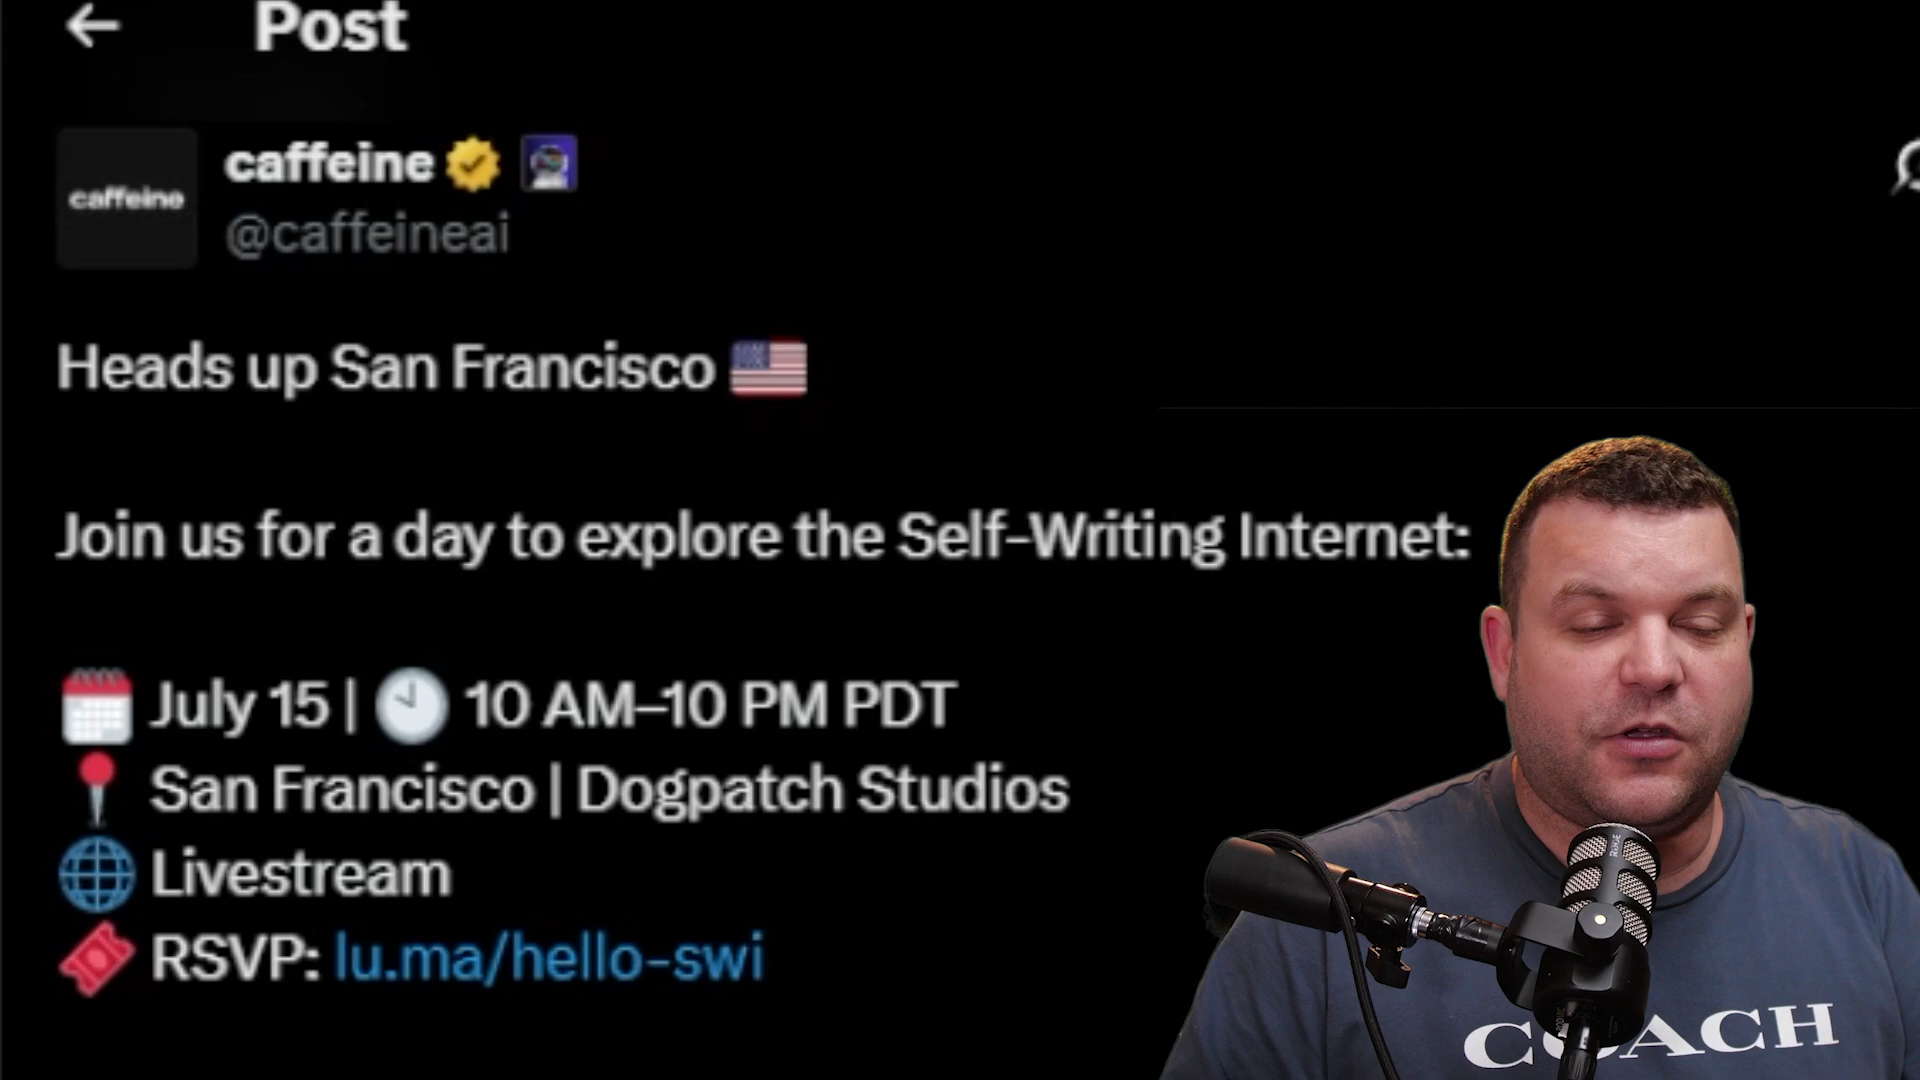 Post
caffeine
caffeine
@caffeineai
Heads up San Francisco
Join us for a day to explore the Self-Writing Internet:
July 15 | 10 AM–10 PM PDT
San Francisco | Dogpatch Studios
Livestream
RSVP: lu.ma/hello-swi
RODE
COACH